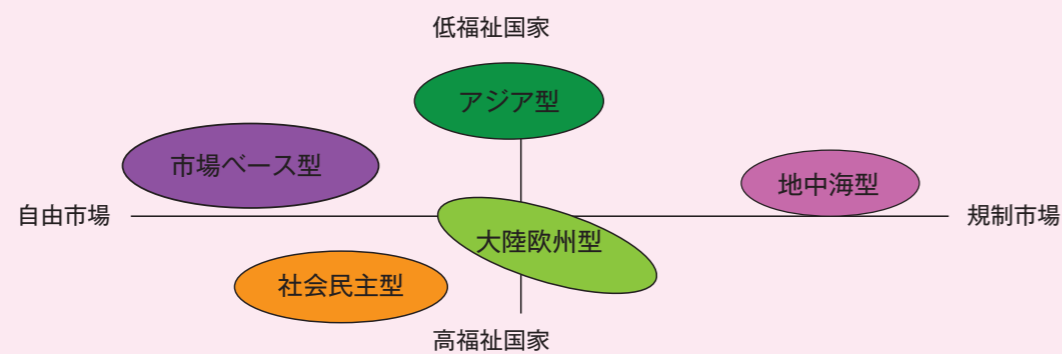 低福祉国家
アジア型
市場ベース型
地中海型
自由市場
規制市場
大陸欧州型
社会民主型
高福祉国家